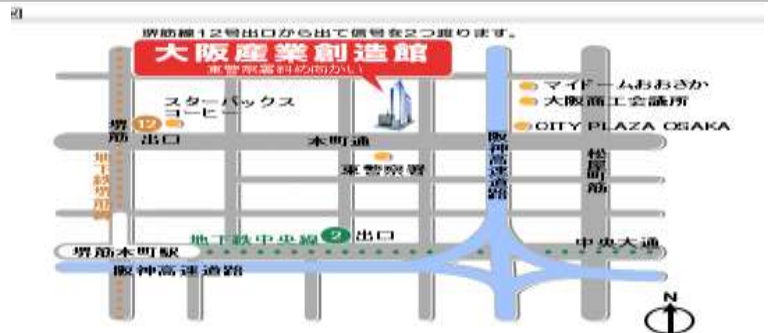 堺筋線12号出口から出て信号を2つ渡ります。
大阪産業創造館
東警察署斜め向かい
スターバックス
コーヒー
マイドームおおさか
大阪商工会議所
CITY PLAZA OSAKA
堺筋
12
出口
本町通
東警察署
阪神高速道路
松屋町筋
地下鉄堺筋線
地下鉄中央線
2
出口
堺筋本町駅
中央大通
阪神高速道路
N